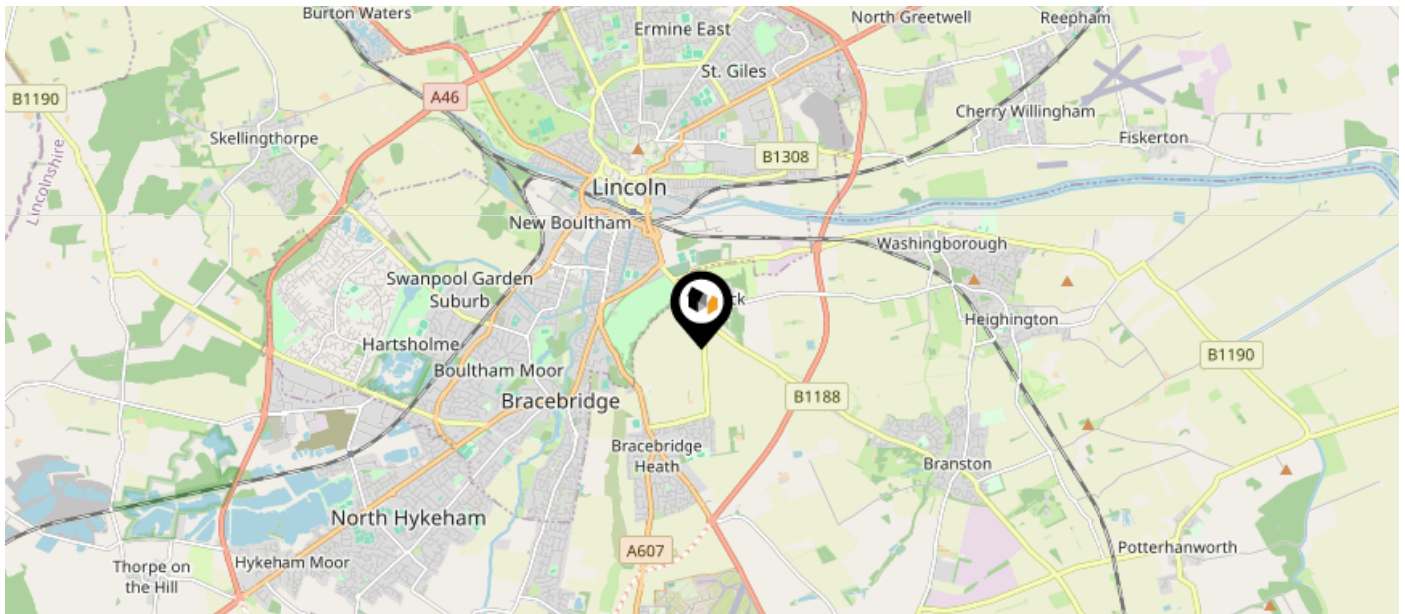 Burton Waters
Ermine East
North Greetwell
Reepham
St. Giles
A46
B1190
Cherry Willingham
Skellingthorpe
Fiskerton
B1308
Lincolnshire
Lincoln
New Boultham
Washingborough
Swanpool Garden
Suburb
Heighington
Hartsholme
B1190
Boultham Moor
B1188
Bracebridge
Bracebridge
Heath
Branston
North Hykeham
A607
Potterhanworth
Hykeham Moor
Thorpe on
the Hill